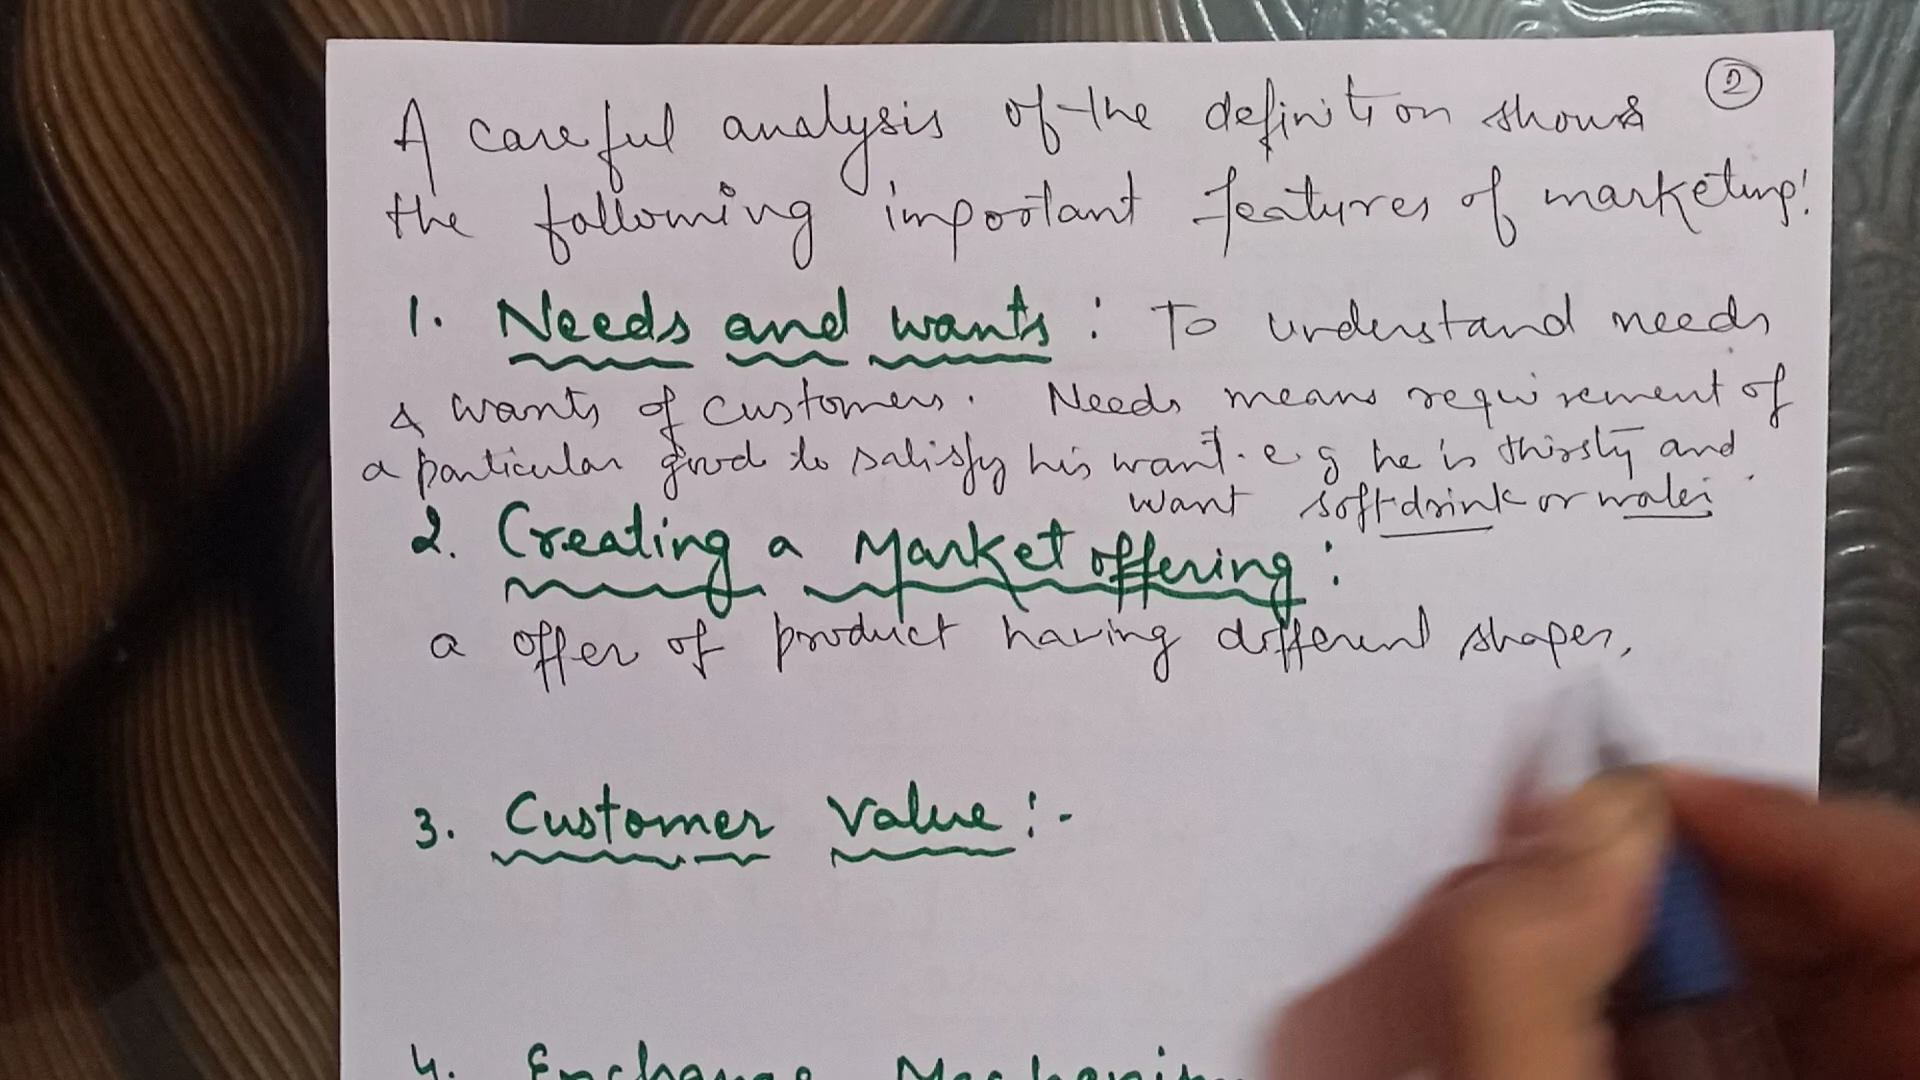 2
A careful analysis of the definition shows
the following important features of marketing!
1. Needs and wants : To understand needs
& wants of customers. Needs means requirement of
a particular good to satisfy his want. e g he is thirsty and
want soft drink or water
2. Creating a Market offering :
a offer of product having different shapes,
3. Customer Value :-
4. Exchange